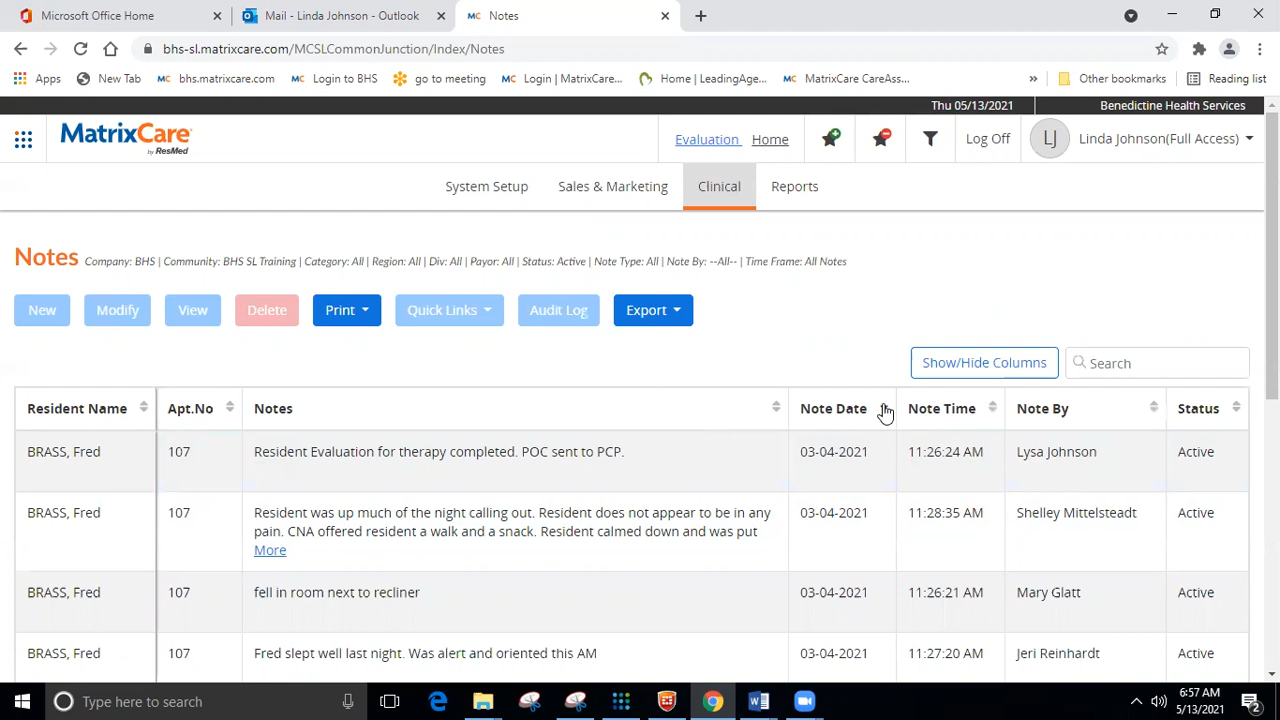 Microsoft Office Home
Mail - Linda Johnson - Outlook
MC Notes
bhs-sl.matrixcare.com/MCSLCommonJunction/Index/Notes
Apps
New Tab
MC bhs.matrixcare.com
MC Login to BHS
go to meeting
MC Login | MatrixCare...
Home | LeadingAge...
MC MatrixCare CareAss...
»
Other bookmarks
Reading list
Thu 05/13/2021
Benedictine Health Services
MatrixCare
by ResMed
Evaluation Home
Log Off
LJ
Linda Johnson(Full Access)
System Setup
Sales & Marketing
Clinical
Reports
Notes Company: BHS | Community: BHS SL Training | Category: All | Region: All | Div: All | Payor: All | Status: Active | Note Type: All | Note By: --All-- | Time Frame: All Notes
New
Modify
View
Delete
Print
Quick Links
Audit Log
Export
Show/Hide Columns
Search
Resident Name Apt.No Notes Note Date Note Time Note By Status
BRASS, Fred 107 Resident Evaluation for therapy completed. POC sent to PCP. 03-04-2021 11:26:24 AM Lysa Johnson Active
BRASS, Fred 107 Resident was up much of the night calling out. Resident does not appear to be in any 03-04-2021 11:28:35 AM Shelley Mittelsteadt Active
pain. CNA offered resident a walk and a snack. Resident calmed down and was put
More
BRASS, Fred 107 fell in room next to recliner 03-04-2021 11:26:21 AM Mary Glatt Active
BRASS, Fred 107 Fred slept well last night. Was alert and oriented this AM 03-04-2021 11:27:20 AM Jeri Reinhardt Active
Type here to search
6:57 AM
5/13/2021
2